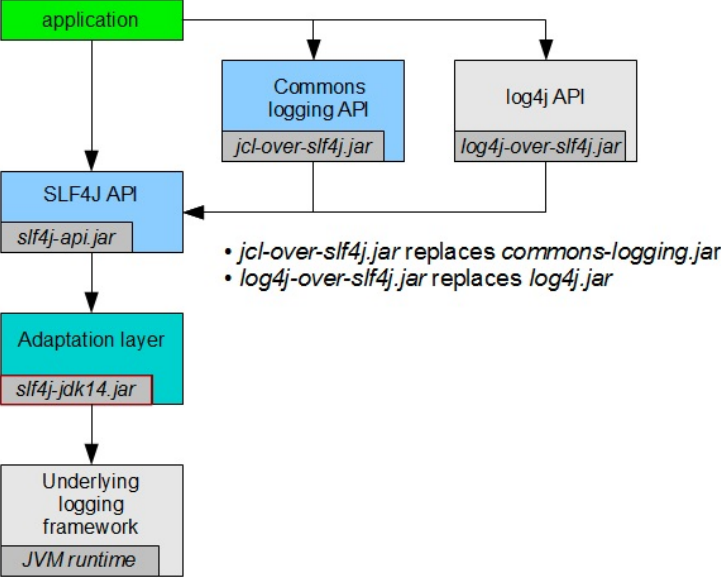 application
Commons
logging API
jcl-over-slf4j.jar
log4j API
log4j-over-slf4j.jar
SLF4J API
slf4j-api.jar
• jcl-over-slf4j.jar replaces commons-logging.jar
• log4j-over-slf4j.jar replaces log4j.jar
Adaptation layer
slf4j-jdk14.jar
Underlying
logging
framework
JVM runtime